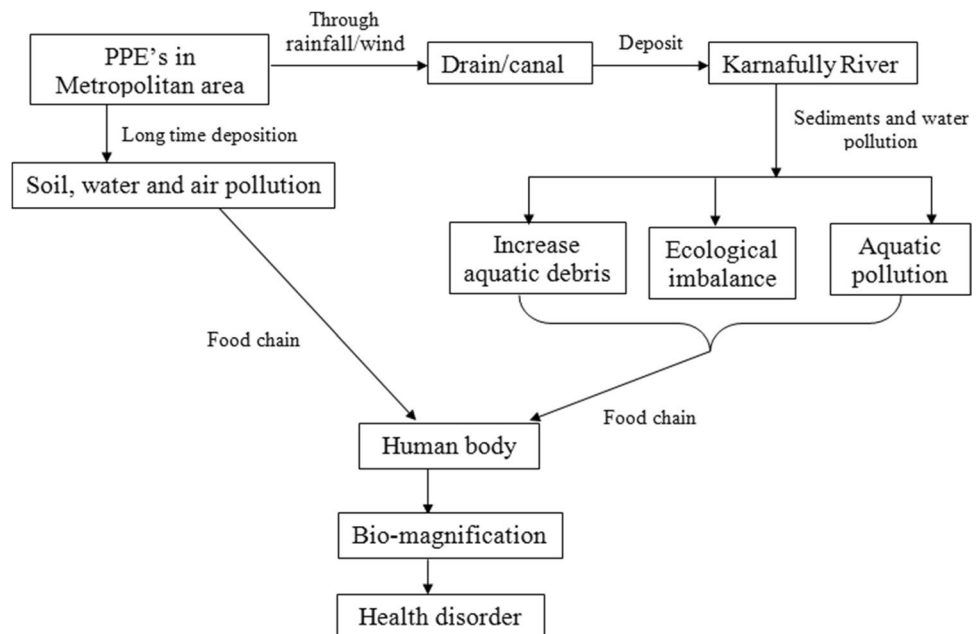 Through
rainfall/wind
PPE's in
Metropolitan area
Drain/canal
Deposit
Karnafully River
Long time deposition
Sediments and water
pollution
Soil, water and air pollution
Increase
aquatic debris
Ecological
imbalance
Aquatic
pollution
Food chain
Food chain
Human body
Bio-magnification
Health disorder